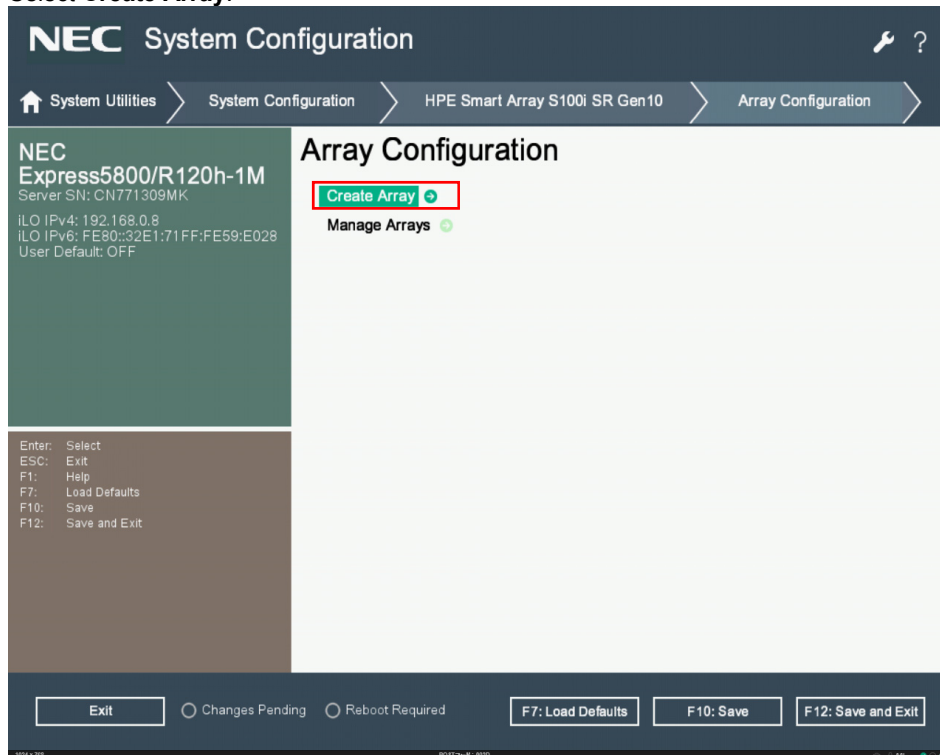 Select Create Array.
NEC System Configuration ?
System Utilities System Configuration HPE Smart Array S100i SR Gen10 Array Configuration
NEC
Express5800/R120h-1M
Server SN: CN771309MK
iLO IPv4: 192.168.0.8
iLO IPv6: FE80::32E1:71FF:FE59:E028
User Default: OFF
Array Configuration
Create Array
Manage Arrays
Enter: Select
ESC: Exit
F1: Help
F7: Load Defaults
F10: Save
F12: Save and Exit
Exit Changes Pending Reboot Required F7: Load Defaults F10: Save F12: Save and Exit